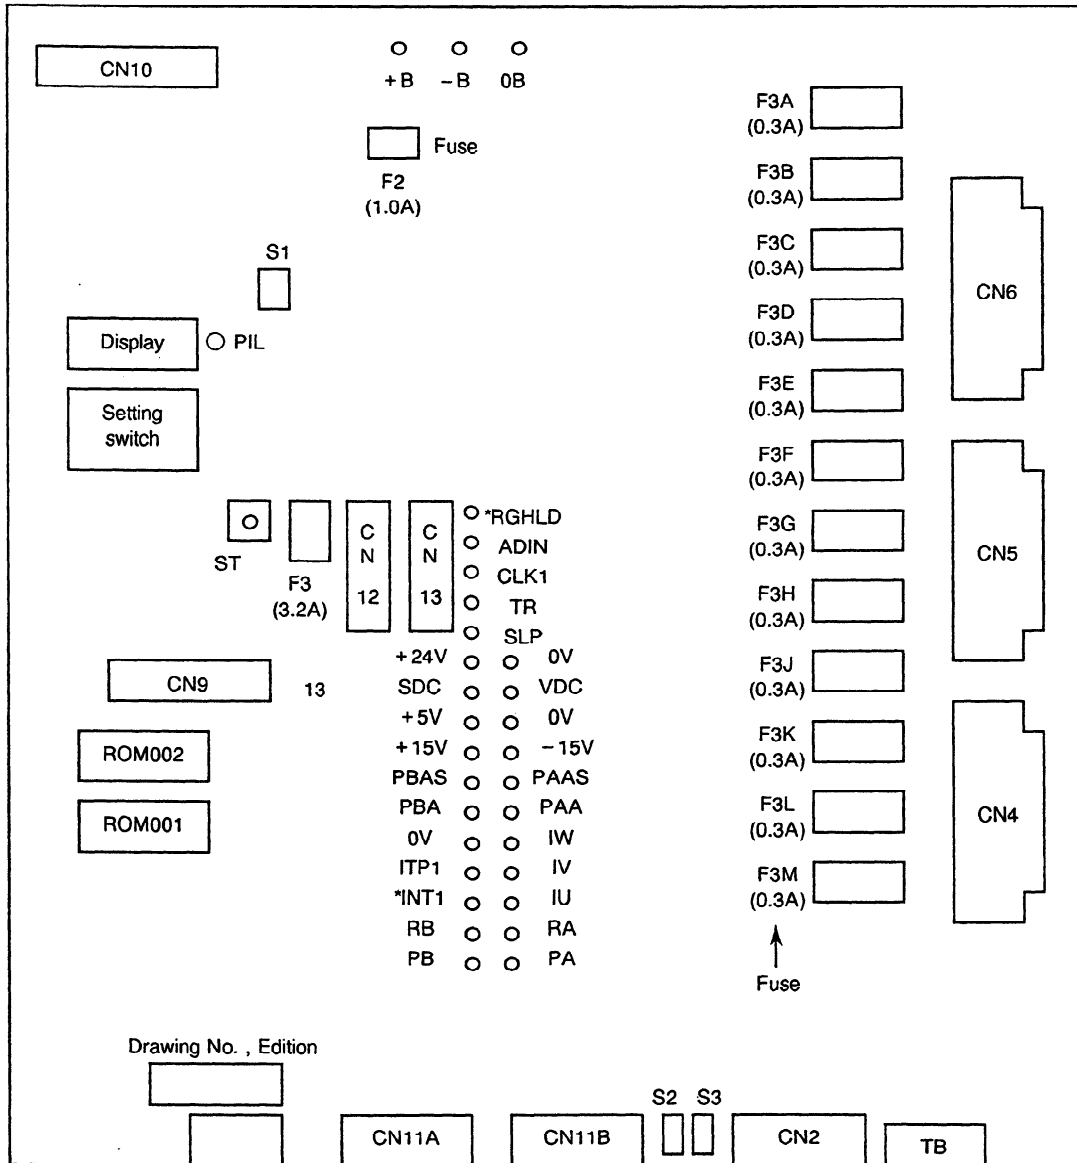 CN10
+B −B 0B
Fuse
F2
(1.0A)
S1
Display
PIL
Setting
switch
ST
F3
(3.2A)
C
N
12
C
N
13
*RGHLD
ADIN
CLK1
TR
SLP
+24V 0V
SDC VDC
+5V 0V
+15V −15V
PBAS PAAS
PBA PAA
0V IW
ITP1 IV
*INT1 IU
RB RA
PB PA
CN9
13
ROM002
ROM001
F3A
(0.3A)
F3B
(0.3A)
F3C
(0.3A)
F3D
(0.3A)
F3E
(0.3A)
F3F
(0.3A)
F3G
(0.3A)
F3H
(0.3A)
F3J
(0.3A)
F3K
(0.3A)
F3L
(0.3A)
F3M
(0.3A)
Fuse
CN6
CN5
CN4
Drawing No. , Edition
CN11A
CN11B
S2 S3
CN2
TB